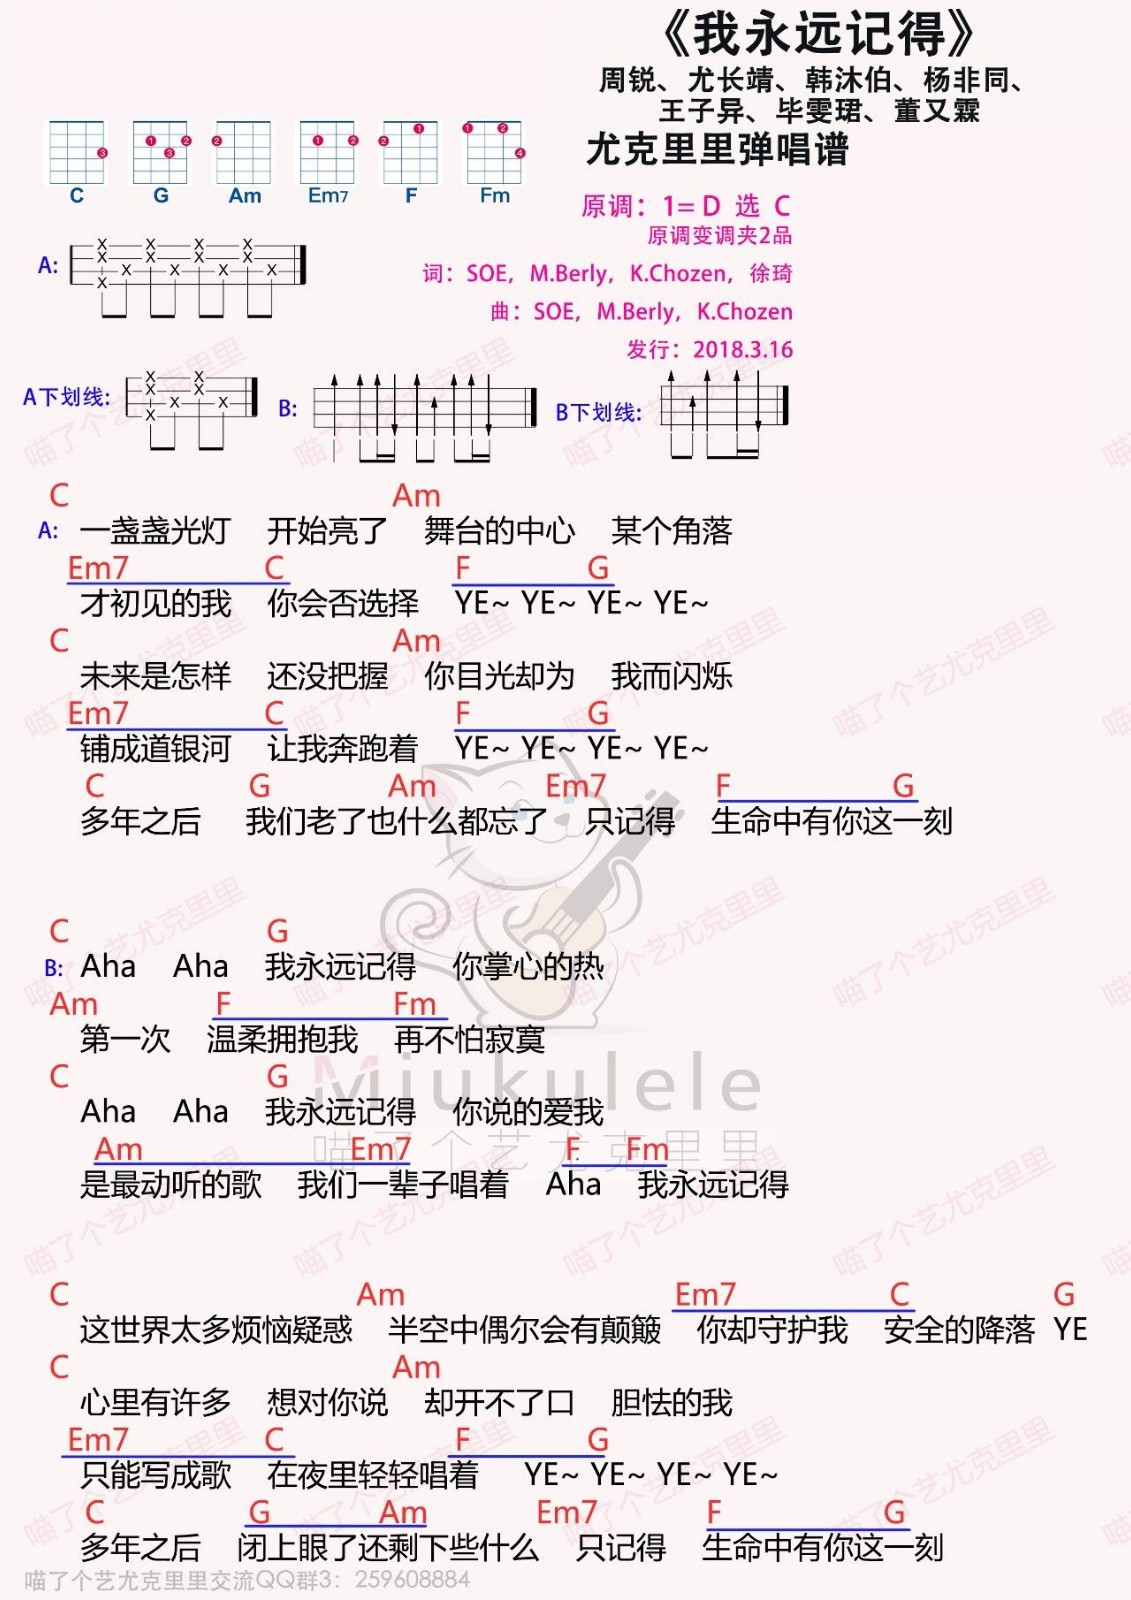 《我永远记得》
周锐、尤长靖、韩沐伯、杨非同、
王子异、毕雯珺、董又霖
尤克里里弹唱谱
C G Am Em7 F Fm
原调：1=D 选 C
原调变调夹2品
A:
词：SOE，M.Berly，K.Chozen，徐琦
曲：SOE，M.Berly，K.Chozen
发行：2018.3.16
A下划线:
B:
B下划线:
C Am
A: 一盏盏光灯 开始亮了 舞台的中心 某个角落
Em7 C F G
才初见的我 你会否选择 YE~ YE~ YE~ YE~
C Am
未来是怎样 还没把握 你目光却为 我而闪烁
Em7 C F G
铺成道银河 让我奔跑着 YE~ YE~ YE~ YE~
C G Am Em7 F G
多年之后 我们老了也什么都忘了 只记得 生命中有你这一刻
C G
B: Aha Aha 我永远记得 你掌心的热
Am F Fm
第一次 温柔拥抱我 再不怕寂寞
C G
Aha Aha 我永远记得 你说的爱我
Am Em7 F Fm
是最动听的歌 我们一辈子唱着 Aha 我永远记得
Miukulele
喵了个艺尤克里里
C Am Em7 C G
这世界太多烦恼疑惑 半空中偶尔会有颠簸 你却守护我 安全的降落 YE
C Am
心里有许多 想对你说 却开不了口 胆怯的我
Em7 C F G
只能写成歌 在夜里轻轻唱着 YE~ YE~ YE~ YE~
C G Am Em7 F G
多年之后 闭上眼了还剩下些什么 只记得 生命中有你这一刻
喵了个艺尤克里里交流QQ群3：259608884